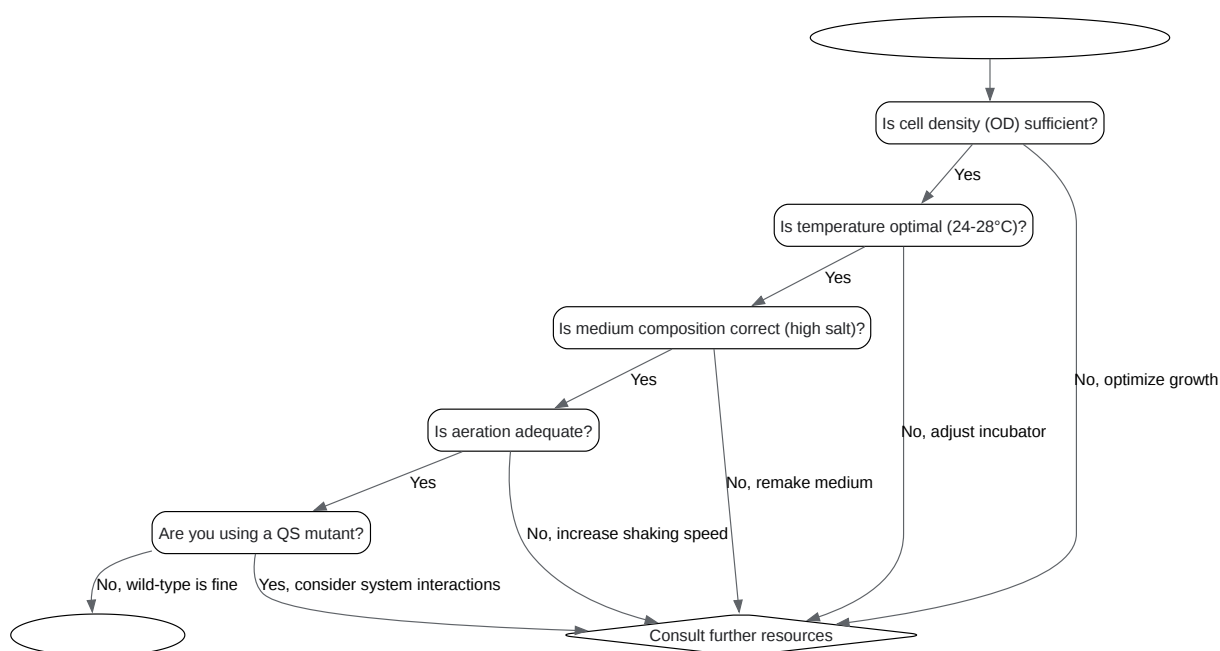 Is cell density (OD) sufficient?
Yes
Is temperature optimal (24-28°C)?
Yes
Is medium composition correct (high salt)?
Yes
No, optimize growth
Is aeration adequate?
No, adjust incubator
Yes
No, remake medium
Are you using a QS mutant?
No, increase shaking speed
No, wild-type is fine
Yes, consider system interactions
Consult further resources